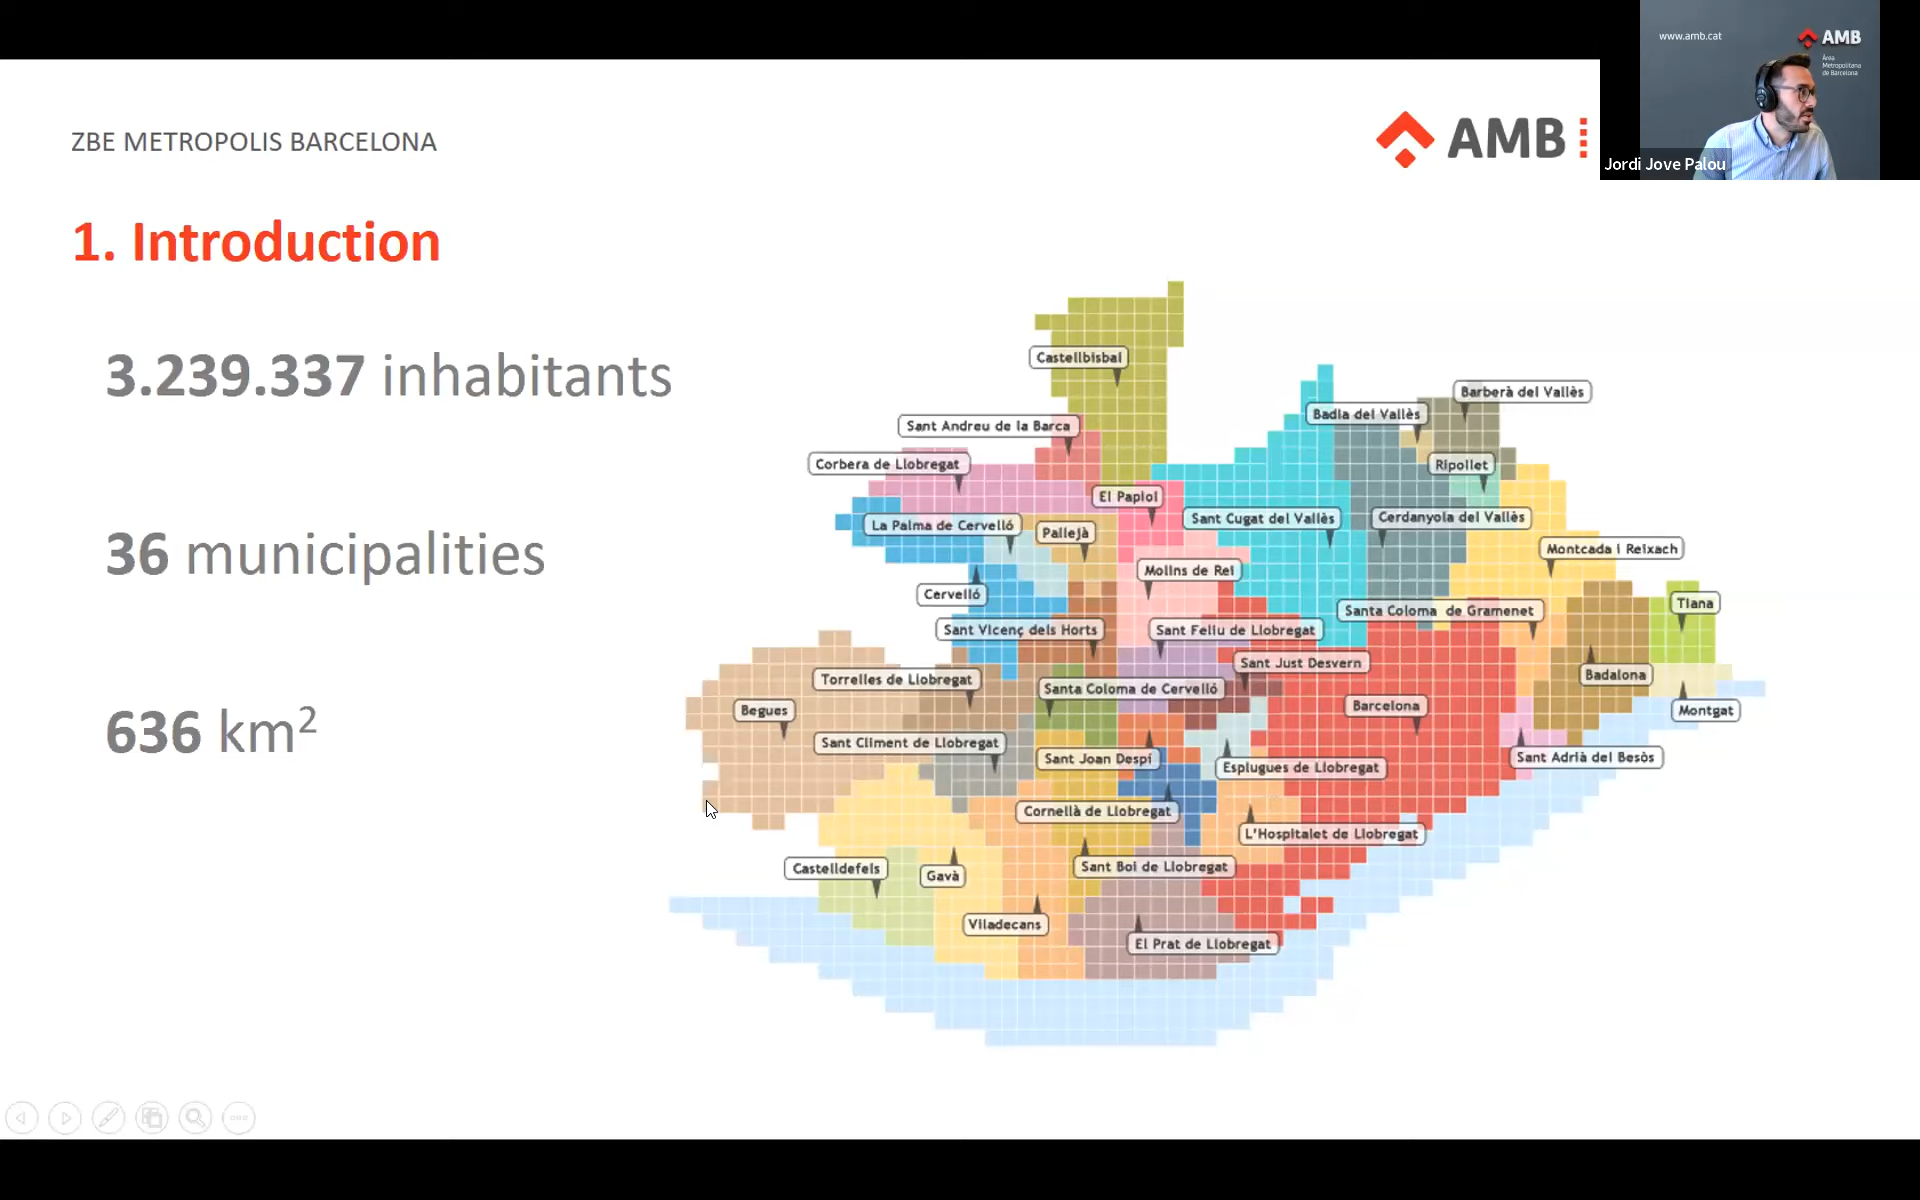 www.amb.cat
AMB
Àrea
Metropolitana
de Barcelona
Jordi Jove Palou
ZBE METROPOLIS BARCELONA
AMB
1. Introduction
3.239.337 inhabitants
36 municipalities
636 km²
Castellbisbal
Barberà del Vallès
Badia del Vallès
Sant Andreu de la Barca
Corbera de Llobregat
Ripollet
El Papiol
Sant Cugat del Vallès
Cerdanyola del Vallès
La Palma de Cervelló
Pallejà
Montcada i Reixach
Molins de Rei
Cervelló
Tiana
Santa Coloma de Gramenet
Sant Vicenç dels Horts
Sant Feliu de Llobregat
Sant Just Desvern
Torrelles de Llobregat
Badalona
Santa Coloma de Cervelló
Begues
Barcelona
Montgat
Sant Climent de Llobregat
Sant Joan Despí
Sant Adrià del Besòs
Esplugues de Llobregat
Cornellà de Llobregat
L'Hospitalet de Llobregat
Castelldefels
Gavà
Sant Boi de Llobregat
Viladecans
El Prat de Llobregat